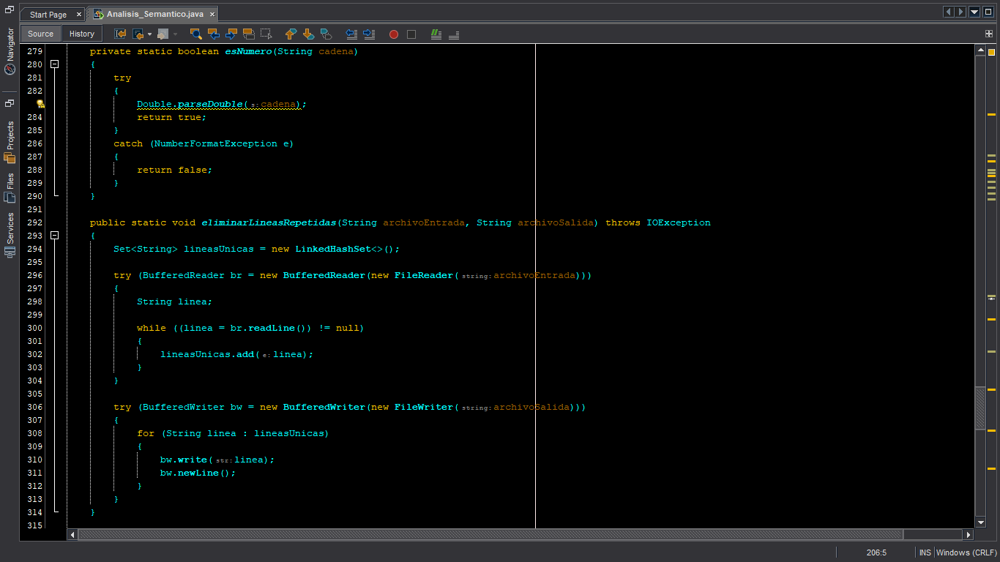 Start Page ×
Analisis_Semantico.java ×
Navigator
Projects
Files
Services
Source History
279 private static boolean esNumero(String cadena)
280 {
281 try
282 {
Double.parseDouble(s:cadena);
284 return true;
285 }
286 catch (NumberFormatException e)
287 {
288 return false;
289 }
290 }
291
292 public static void eliminarLineasRepetidas(String archivoEntrada, String archivoSalida) throws IOException
293 {
294 Set<String> lineasUnicas = new LinkedHashSet<>();
295
296 try (BufferedReader br = new BufferedReader(new FileReader(string:archivoEntrada)))
297 {
298 String linea;
299
300 while ((linea = br.readLine()) != null)
301 {
302 lineasUnicas.add(e:linea);
303 }
304 }
305
306 try (BufferedWriter bw = new BufferedWriter(new FileWriter(string:archivoSalida)))
307 {
308 for (String linea : lineasUnicas)
309 {
310 bw.write(str:linea);
311 bw.newLine();
312 }
313 }
314 }
315
206:5 INS Windows (CRLF)